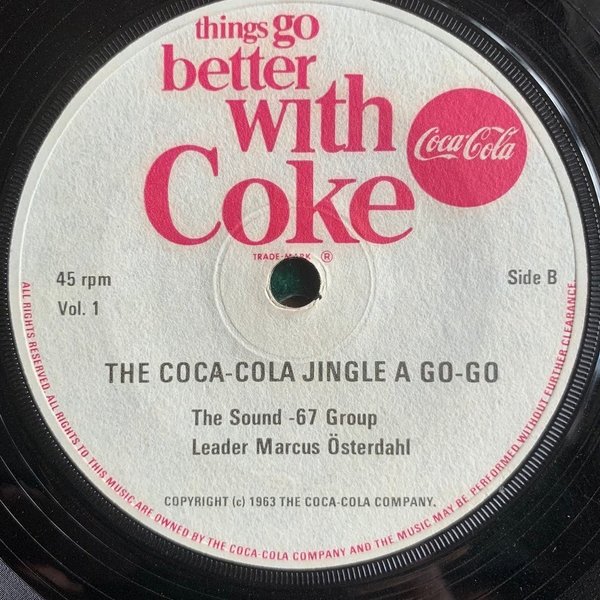 things go
better
with
Coke
Coca-Cola
TRADE-MARK ®
45 rpm
Side B
Vol. 1
THE COCA-COLA JINGLE A GO-GO
The Sound -67 Group
Leader Marcus Österdahl
COPYRIGHT (c) 1963 THE COCA-COLA COMPANY.
ALL RIGHTS RESERVED. ALL RIGHTS TO THIS MUSIC ARE OWNED BY THE COCA-COLA COMPANY AND THE MUSIC MAY BE PERFORMED WITHOUT FURTHER CLEARANCE.